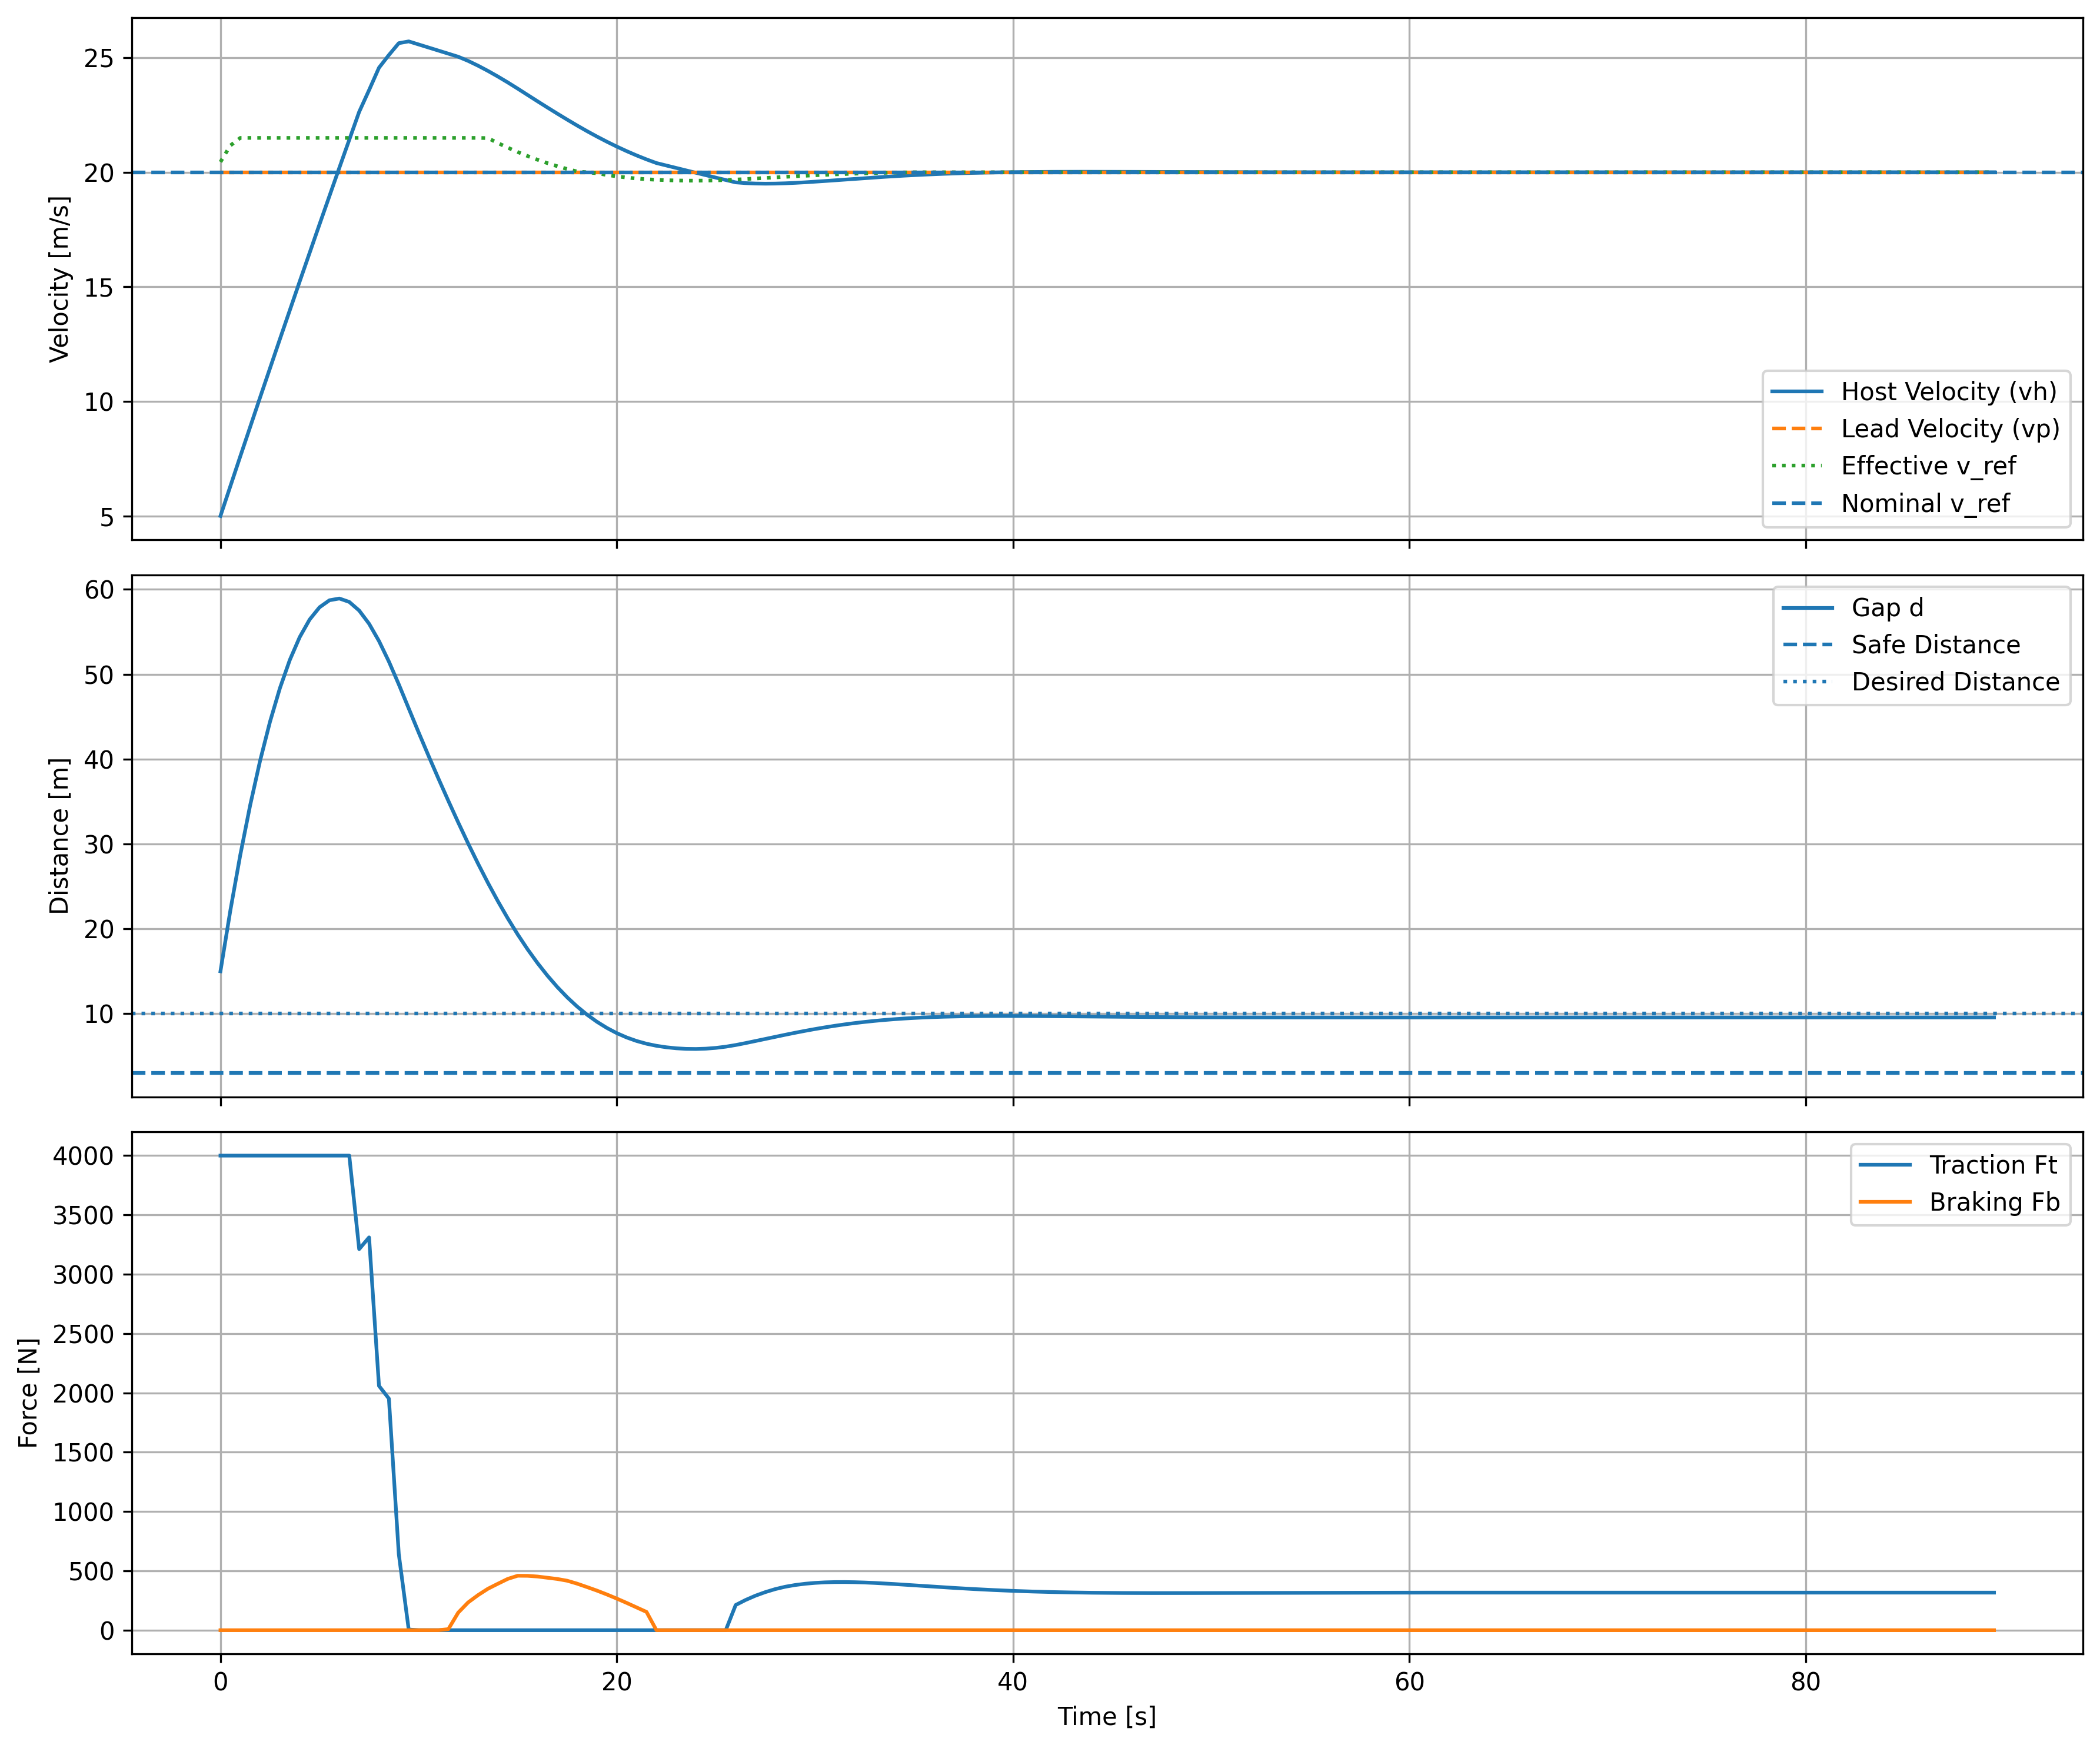 25
20
15
10
5
Velocity [m/s]
Host Velocity (vh)
Lead Velocity (vp)
Effective v_ref
Nominal v_ref
60
50
40
30
20
10
Distance [m]
Gap d
Safe Distance
Desired Distance
4000
3500
3000
2500
2000
1500
1000
500
0
Force [N]
Traction Ft
Braking Fb
0 20 40 60 80
Time [s]